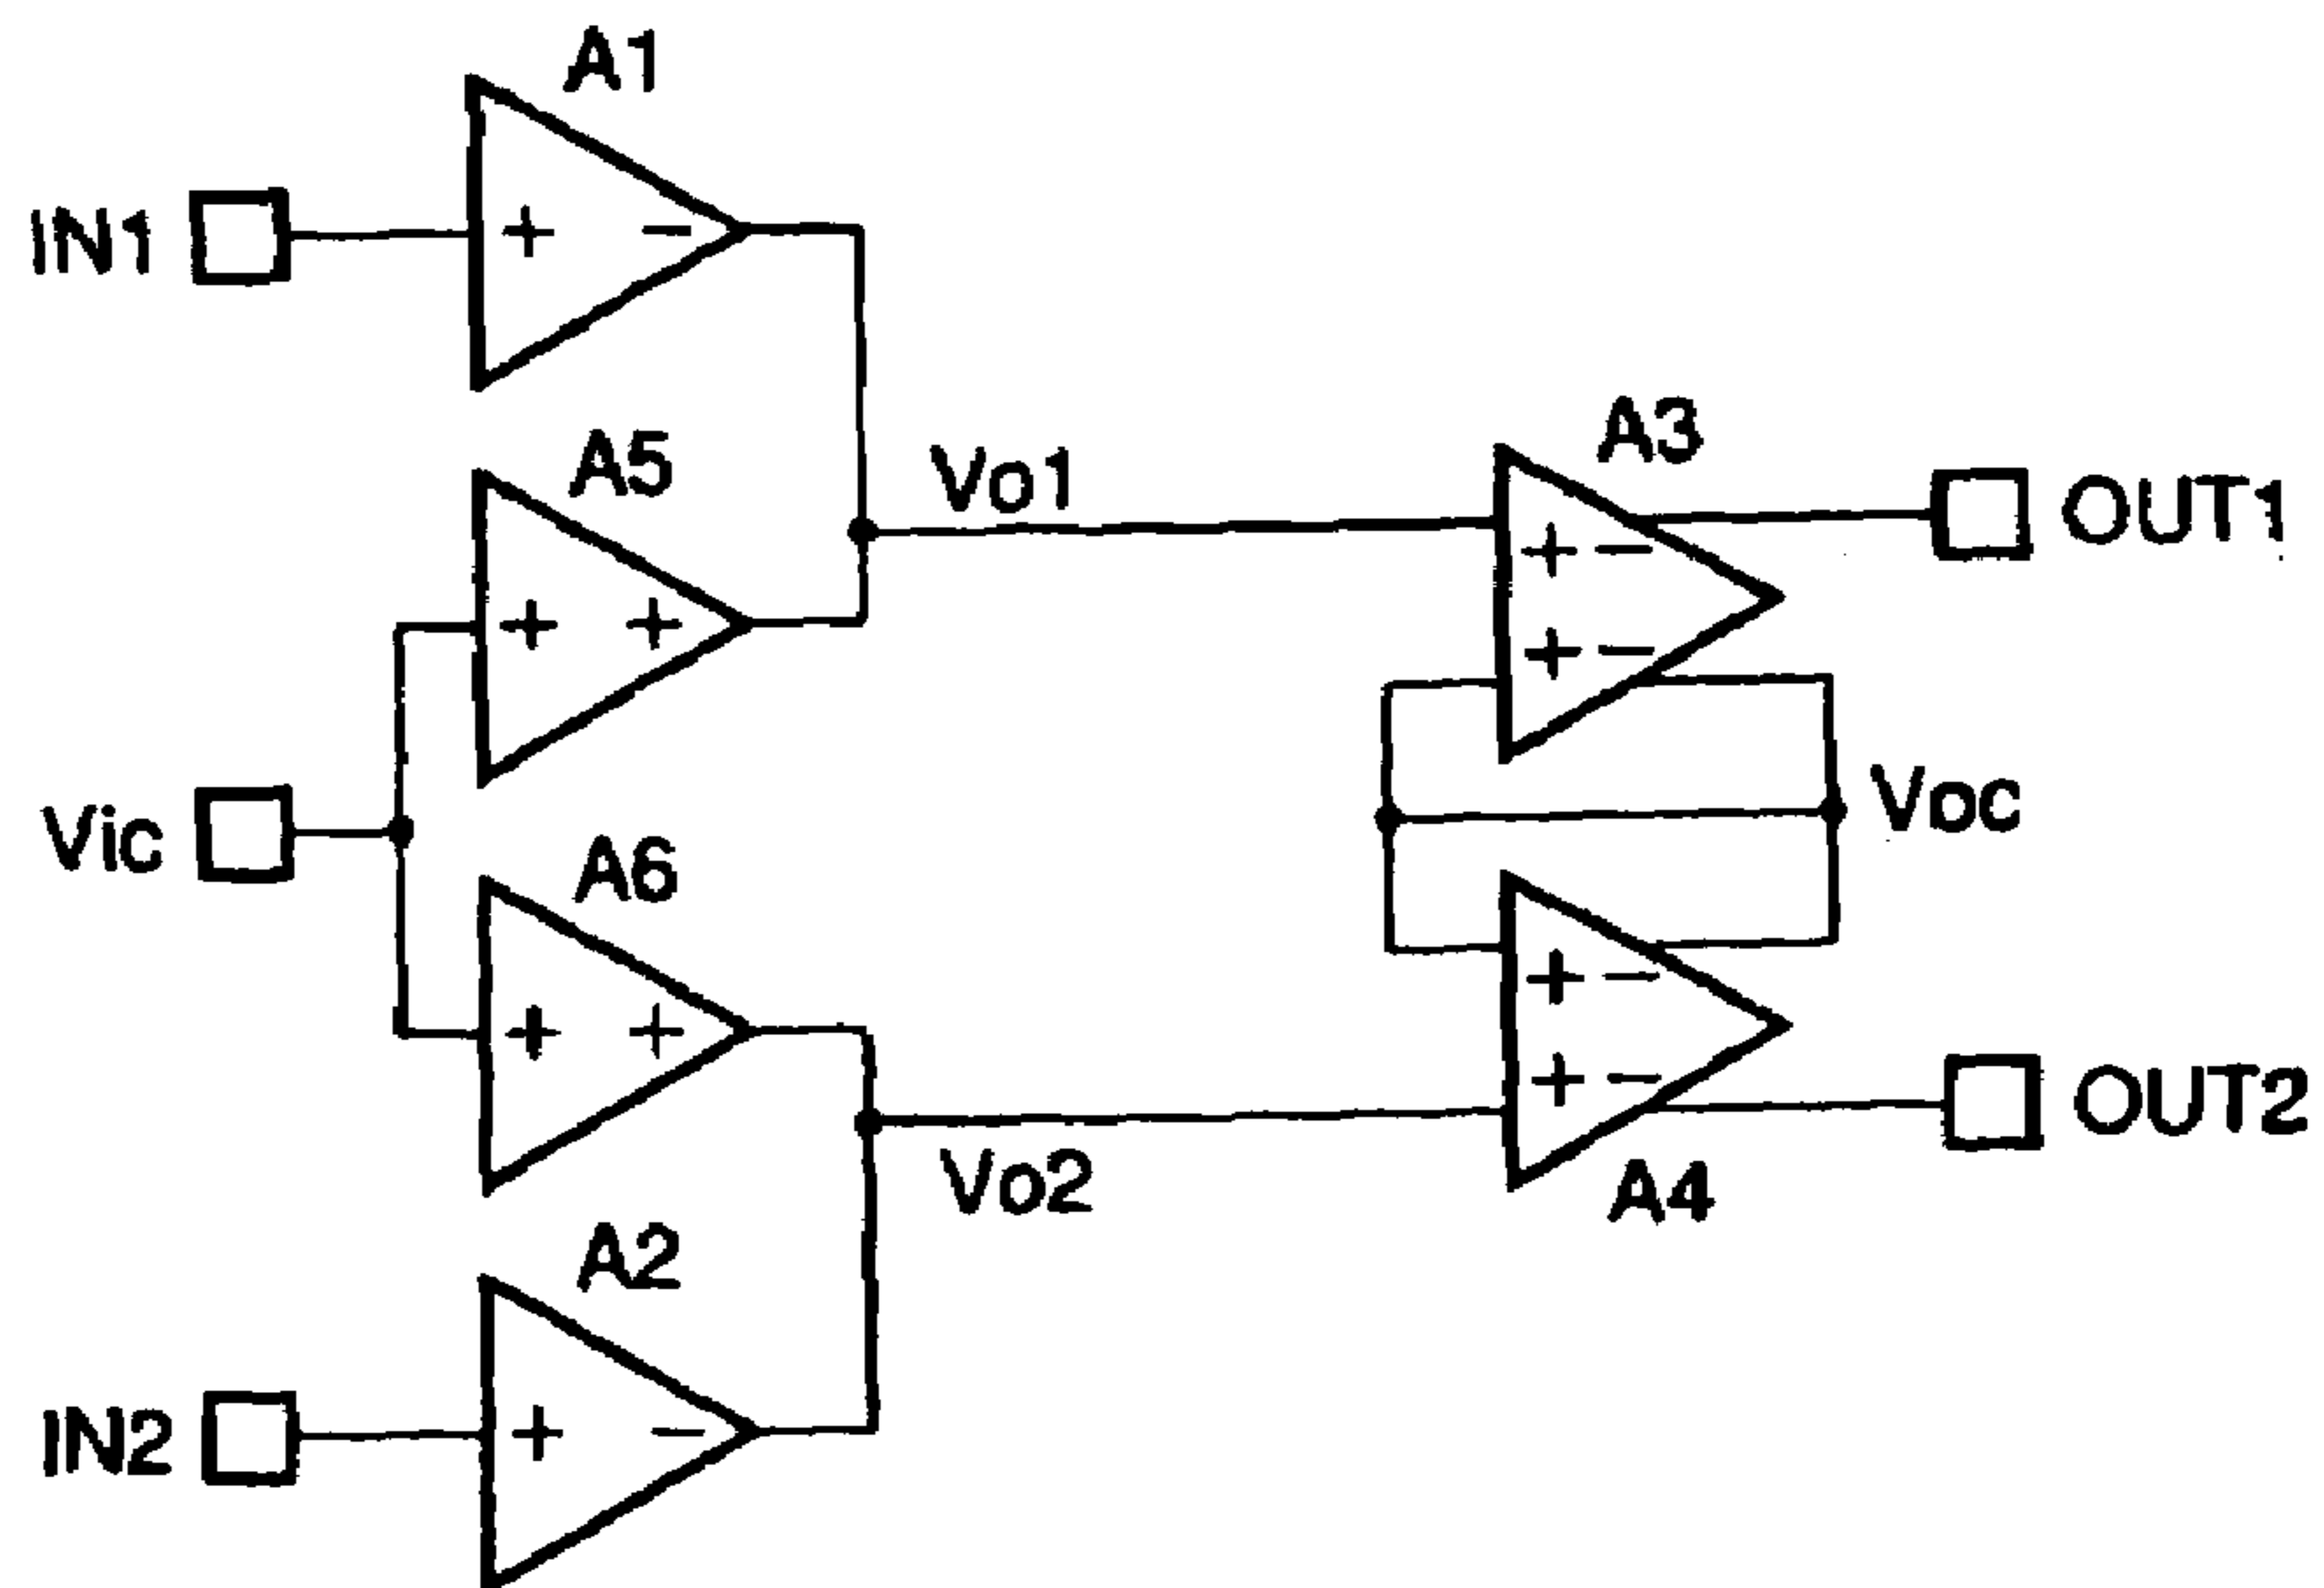 A1
IN1
+ −
A5
Vo1
A3
OUT1
+ −
+ +
+ −
Vic
Voc
A6
+ −
+ +
Vo2
+ −
OUT2
A4
A2
IN2
+ −